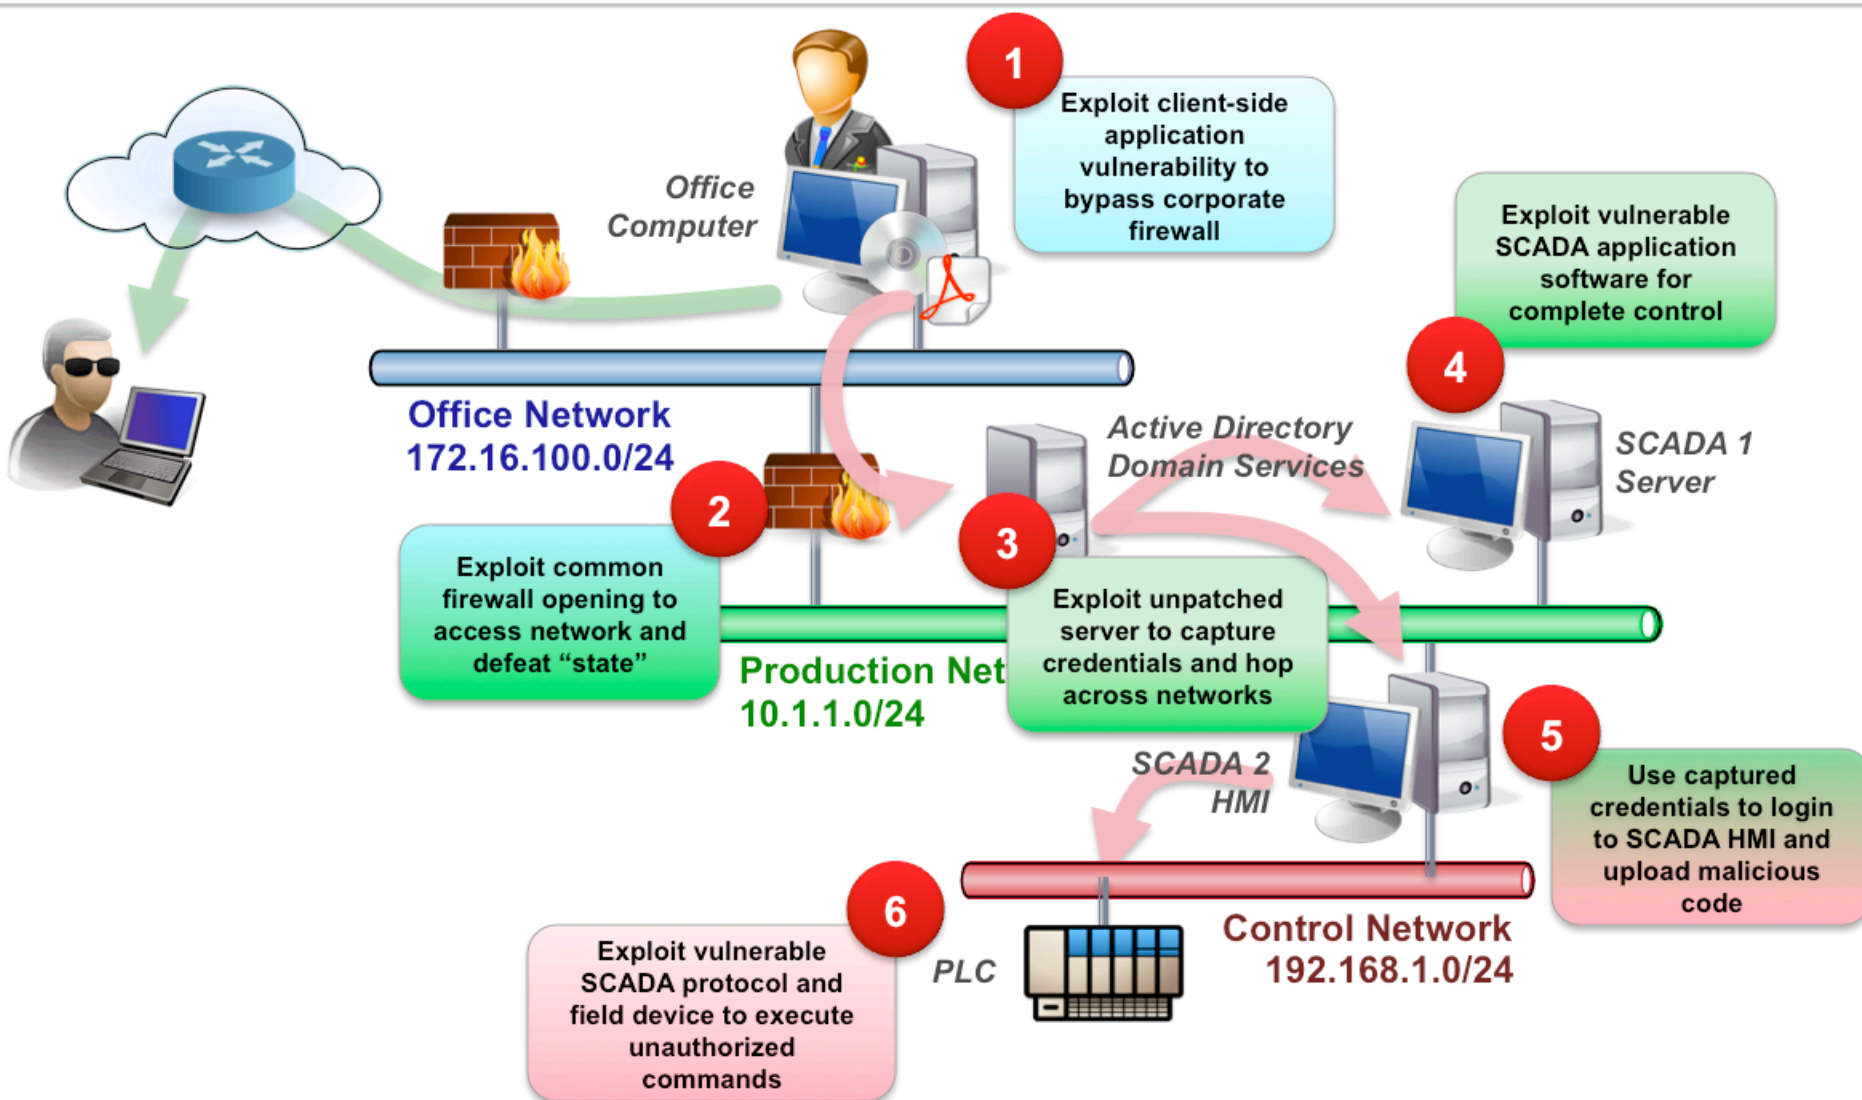 1
Exploit client-side
application
vulnerability to
bypass corporate
firewall
Office
Computer
Exploit vulnerable
SCADA application
software for
complete control
4
Office Network
172.16.100.0/24
Active Directory
Domain Services
SCADA 1
Server
2
Exploit common
firewall opening to
access network and
defeat “state”
3
Exploit unpatched
server to capture
credentials and hop
across networks
Production Net
10.1.1.0/24
SCADA 2
HMI
5
Use captured
credentials to login
to SCADA HMI and
upload malicious
code
6
Exploit vulnerable
SCADA protocol and
field device to execute
unauthorized
commands
PLC
Control Network
192.168.1.0/24